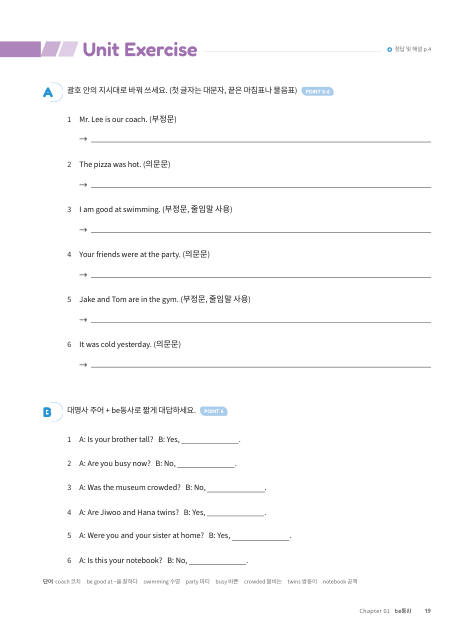 Unit Exercise
정답 및 해설 p.4
A 괄호 안의 지시대로 바꿔 쓰세요. (첫 글자는 대문자, 끝은 마침표나 물음표) POINT 5-6
1 Mr. Lee is our coach. (부정문)
→
2 The pizza was hot. (의문문)
→
3 I am good at swimming. (부정문, 줄임말 사용)
→
4 Your friends were at the party. (의문문)
→
5 Jake and Tom are in the gym. (부정문, 줄임말 사용)
→
6 It was cold yesterday. (의문문)
→
B 대명사 주어 + be동사로 짧게 대답하세요. POINT 6
1 A: Is your brother tall? B: Yes, ____________.
2 A: Are you busy now? B: No, ____________.
3 A: Was the museum crowded? B: No, ____________.
4 A: Are Jiwoo and Hana twins? B: Yes, ____________.
5 A: Were you and your sister at home? B: Yes, ____________.
6 A: Is this your notebook? B: No, ____________.
단어 coach 코치 be good at ~을 잘하다 swimming 수영 party 파티 busy 바쁜 crowded 붐비는 twins 쌍둥이 notebook 공책
Chapter 01 be동사 19